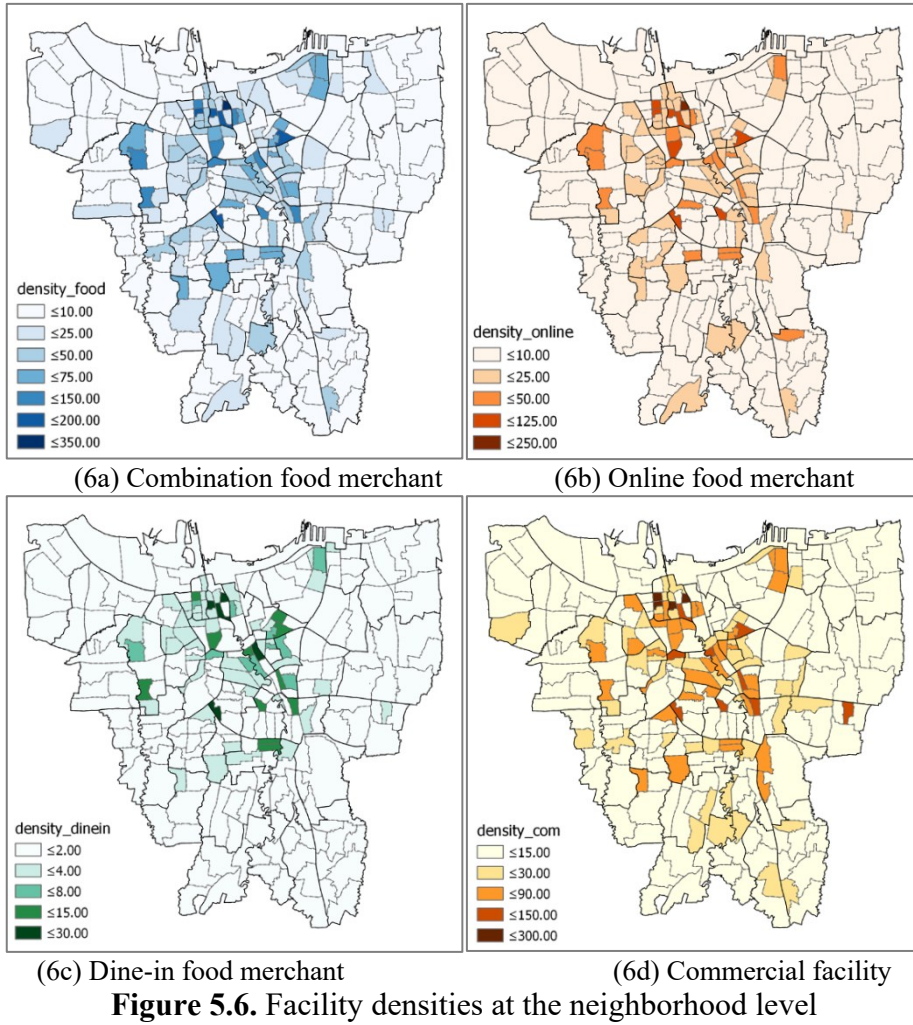 density_food
≤10.00
≤25.00
≤50.00
≤75.00
≤150.00
≤200.00
≤350.00
density_online
≤10.00
≤25.00
≤50.00
≤125.00
≤250.00
(6a) Combination food merchant
(6b) Online food merchant
density_dinein
≤2.00
≤4.00
≤8.00
≤15.00
≤30.00
density_com
≤15.00
≤30.00
≤90.00
≤150.00
≤300.00
(6c) Dine-in food merchant
(6d) Commercial facility
Figure 5.6. Facility densities at the neighborhood level